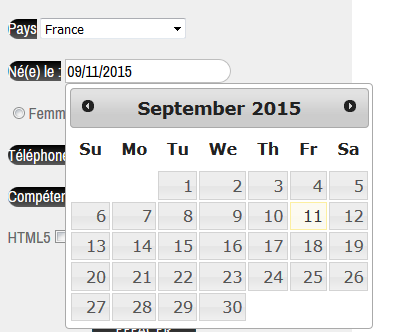 Pays France
Né(e) le : 09/11/2015
September 2015
Su Mo Tu We Th Fr Sa
1 2 3 4 5
6 7 8 9 10 11 12
13 14 15 16 17 18 19
20 21 22 23 24 25 26
27 28 29 30
Femm
Téléphone
Compéten
HTML5